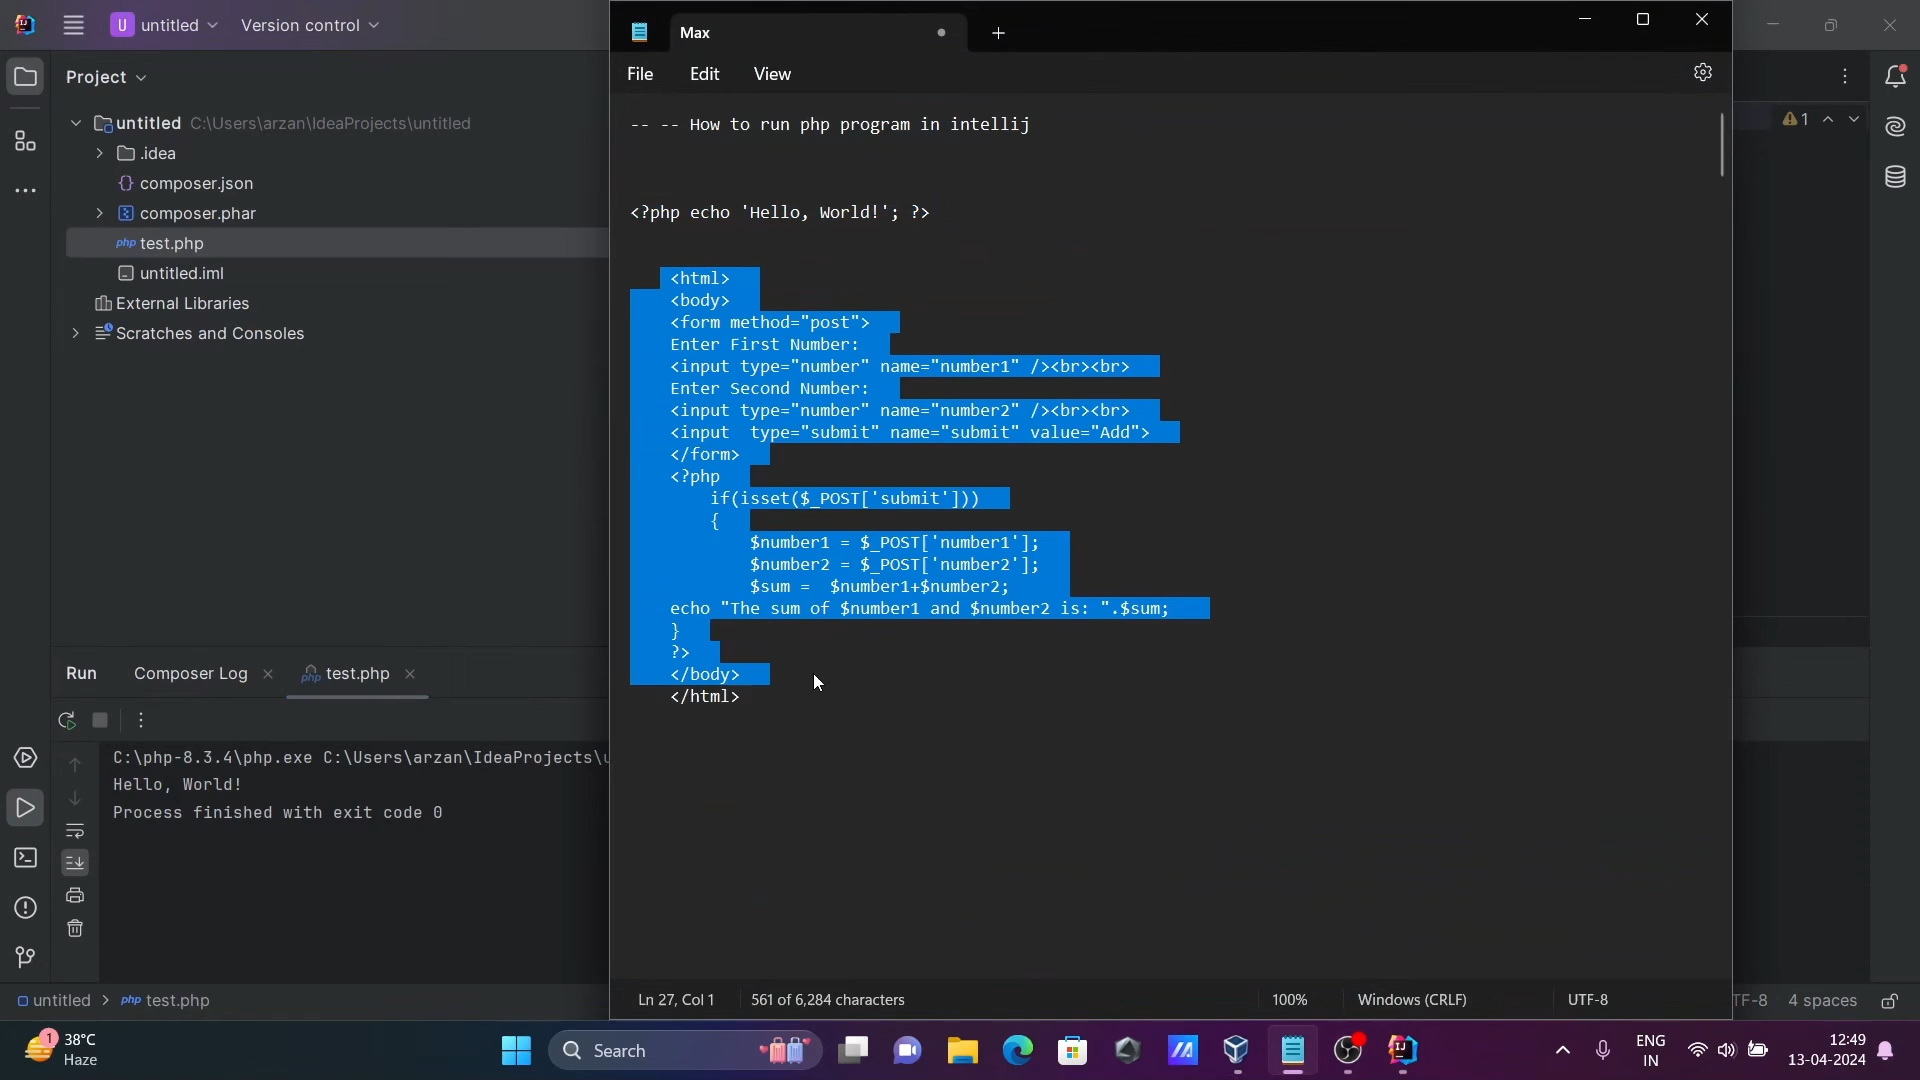 U untitled Version control
Project
untitled C:\Users\arzan\IdeaProjects\untitled
.idea
composer.json
composer.phar
php test.php
untitled.iml
External Libraries
Scratches and Consoles
Max
File Edit View
-- -- How to run php program in intellij
<?php echo 'Hello, World!'; ?>
<html>
<body>
<form method="post">
Enter First Number:
<input type="number" name="number1" /><br><br>
Enter Second Number:
<input type="number" name="number2" /><br><br>
<input  type="submit" name="submit" value="Add">
</form>
<?php
    if(isset($_POST['submit']))
    {
        $number1 = $_POST['number1'];
        $number2 = $_POST['number2'];
        $sum =  $number1+$number2;
echo "The sum of $number1 and $number2 is: ".$sum;
}
?>
</body>
</html>
1
Run Composer Log php test.php
C:\php-8.3.4\php.exe C:\Users\arzan\IdeaProjects\
Hello, World!
Process finished with exit code 0
Ln 27, Col 1 561 of 6,284 characters 100% Windows (CRLF) UTF-8
untitled > php test.php
TF-8 4 spaces
1 38°C
Haze
Search
ENG
IN
12:49
13-04-2024